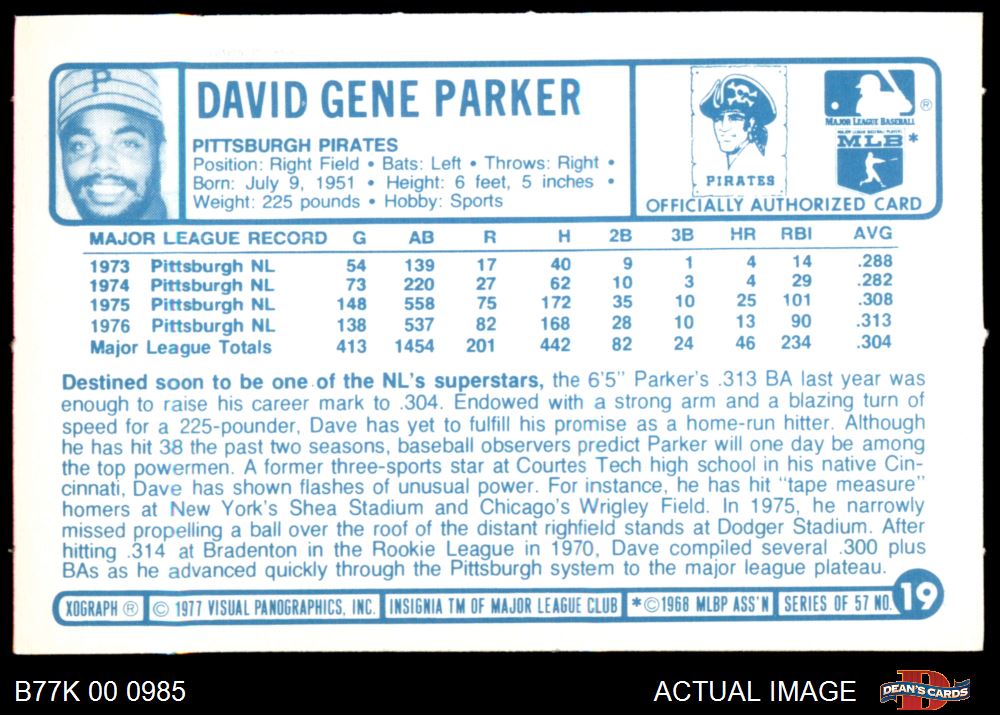 P
DAVID GENE PARKER
PITTSBURGH PIRATES
Position: Right Field • Bats: Left • Throws: Right •
Born: July 9, 1951 • Height: 6 feet, 5 inches •
Weight: 225 pounds • Hobby: Sports
PIRATES
®
MAJOR LEAGUE BASEBALL
MAJOR LEAGUE BASEBALL PLAYERS
MLB *
OFFICIALLY AUTHORIZED CARD
MAJOR LEAGUE RECORD G AB R H 2B 3B HR RBI AVG
1973 Pittsburgh NL 54 139 17 40 9 1 4 14 .288
1974 Pittsburgh NL 73 220 27 62 10 3 4 29 .282
1975 Pittsburgh NL 148 558 75 172 35 10 25 101 .308
1976 Pittsburgh NL 138 537 82 168 28 10 13 90 .313
Major League Totals 413 1454 201 442 82 24 46 234 .304
Destined soon to be one of the NL's superstars, the 6'5" Parker's .313 BA last year was
enough to raise his career mark to .304. Endowed with a strong arm and a blazing turn of
speed for a 225-pounder, Dave has yet to fulfill his promise as a home-run hitter. Although
he has hit 38 the past two seasons, baseball observers predict Parker will one day be among
the top powermen. A former three-sports star at Courtes Tech high school in his native Cin-
cinnati, Dave has shown flashes of unusual power. For instance, he has hit "tape measure"
homers at New York's Shea Stadium and Chicago's Wrigley Field. In 1975, he narrowly
missed propelling a ball over the roof of the distant righfield stands at Dodger Stadium. After
hitting .314 at Bradenton in the Rookie League in 1970, Dave compiled several .300 plus
BAs as he advanced quickly through the Pittsburgh system to the major league plateau.
XOGRAPH ® © 1977 VISUAL PANOGRAPHICS, INC. INSIGNIA TM OF MAJOR LEAGUE CLUB *©1968 MLBP ASS'N SERIES OF 57 NO. 19
B77K 00 0985
ACTUAL IMAGE
D
DEAN'S CARDS